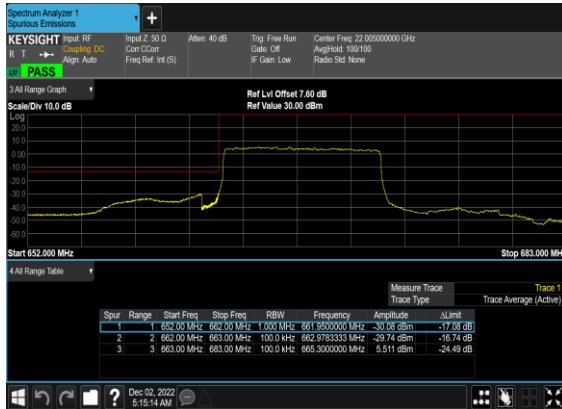 Spectrum Analyzer 1
Spurious Emissions
KEYSIGHT Input: RF Input Z: 50 Ω Atten: 40 dB Trig: Free Run Center Freq: 22.005000000 GHz
R T Coupling: DC Corr CCorr Gate: Off Avg|Hold: 100/100
Align: Auto Freq Ref: Int (S) IF Gain: Low Radio Std: None
LV PASS
3 All Range Graph
Ref Lvl Offset 7.60 dB
Scale/Div 10.0 dB Ref Value 30.00 dBm
Log
20.0
10.0
0.00
-10.0
-20.0
-30.0
-40.0
-50.0
-60.0
Start 652.000 MHz Stop 683.000 MHz
4 All Range Table
Measure Trace Trace 1
Trace Type Trace Average (Active)
Spur Range Start Freq Stop Freq RBW Frequency Amplitude ΔLimit
1 1 652.00 MHz 662.00 MHz 1.000 MHz 661.9500000 MHz -30.08 dBm -17.08 dB
2 2 662.00 MHz 663.00 MHz 100.0 kHz 662.9783333 MHz -29.74 dBm -16.74 dB
3 3 663.00 MHz 683.00 MHz 100.0 kHz 665.3000000 MHz 5.511 dBm -24.49 dB
? Dec 02, 2022
5:15:14 AM